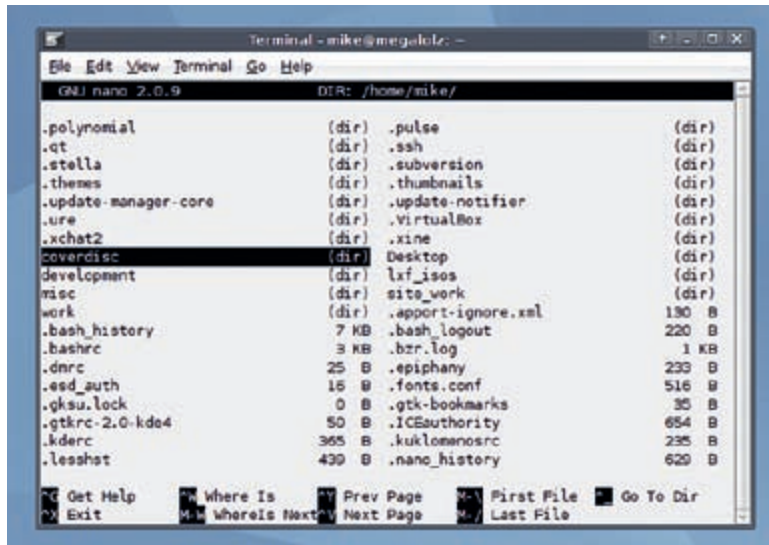 Terminal - mike@megalolz: ~
File Edit View Terminal Go Help
GNU nano 2.0.9 DIR: /home/mike/
.polynomial (dir) .pulse (dir)
.qt (dir) .ssh (dir)
.stella (dir) .subversion (dir)
.themes (dir) .thumbnails (dir)
.update-manager-core (dir) .update-notifier (dir)
.ure (dir) .VirtualBox (dir)
.xchat2 (dir) .xine (dir)
coverdisc (dir) Desktop (dir)
development (dir) lxf_isos (dir)
misc (dir) site_work (dir)
work (dir) .apport-ignore.xml 130 B
.bash_history 7 KB .bash_logout 220 B
.bashrc 3 KB .bzr.log 1 KB
.dmrc 25 B .epiphany 233 B
.esd_auth 16 B .fonts.conf 516 B
.gksu.lock 0 B .gtk-bookmarks 35 B
.gtkrc-2.0-kde4 50 B .ICEauthority 654 B
.kderc 365 B .kuklomenosrc 235 B
.lesshst 439 B .nano_history 629 B
^G Get Help ^W Where Is ^Y Prev Page M-\ First File ^_ Go To Dir
^X Exit M-W WhereIs Next ^V Next Page M-/ Last File